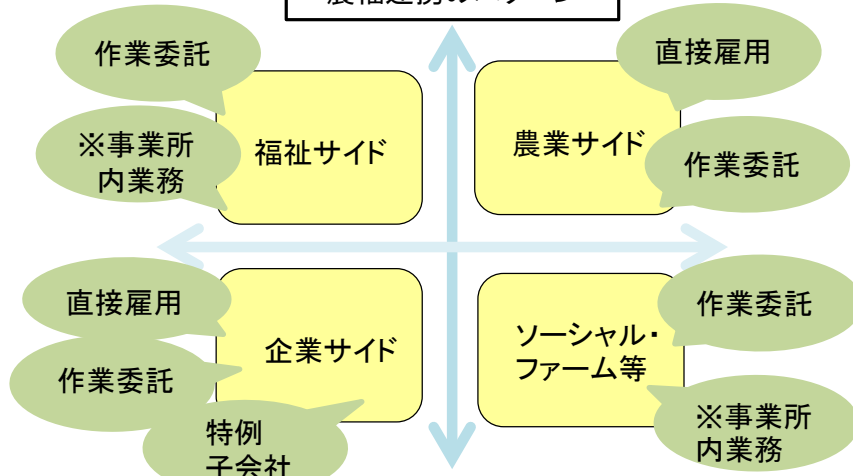 作業委託
※事業所
内業務
福祉サイド
農業サイド
直接雇用
作業委託
直接雇用
作業委託
特例
子会社
企業サイド
ソーシャル・
ファーム等
作業委託
※事業所
内業務